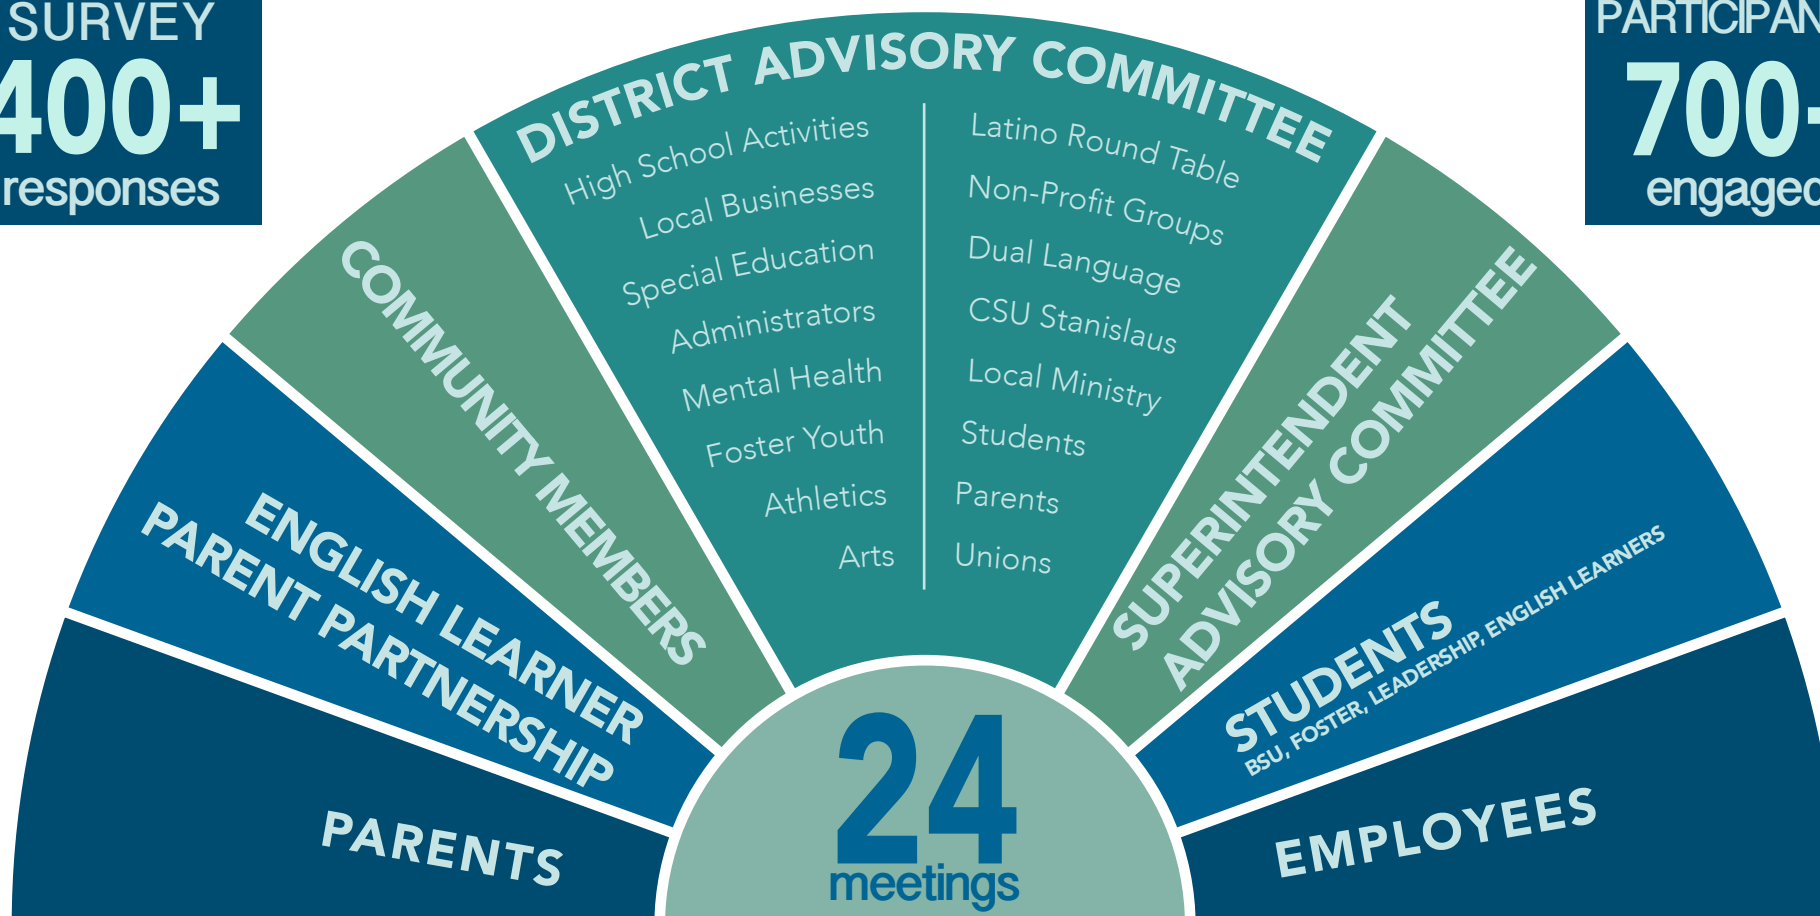 SURVEY
400+
responses
DISTRICT ADVISORY COMMITTEE
High School Activities
Local Businesses
Special Education
Administrators
Mental Health
Foster Youth
Athletics
Arts
Latino Round Table
Non-Profit Groups
Dual Language
CSU Stanislaus
Local Ministry
Students
Parents
Unions
700
engaged
COMMUNITY MEMBERS
ENGLISH LEARNER
PARENT PARTNERSHIP
PARENTS
SUPERINTENDENT
ADVISORY COMMITTEE
STUDENTS
BSU, FOSTER, LEADERSHIP, ENGLISH LEARNERS
EMPLOYEES
24
meetings